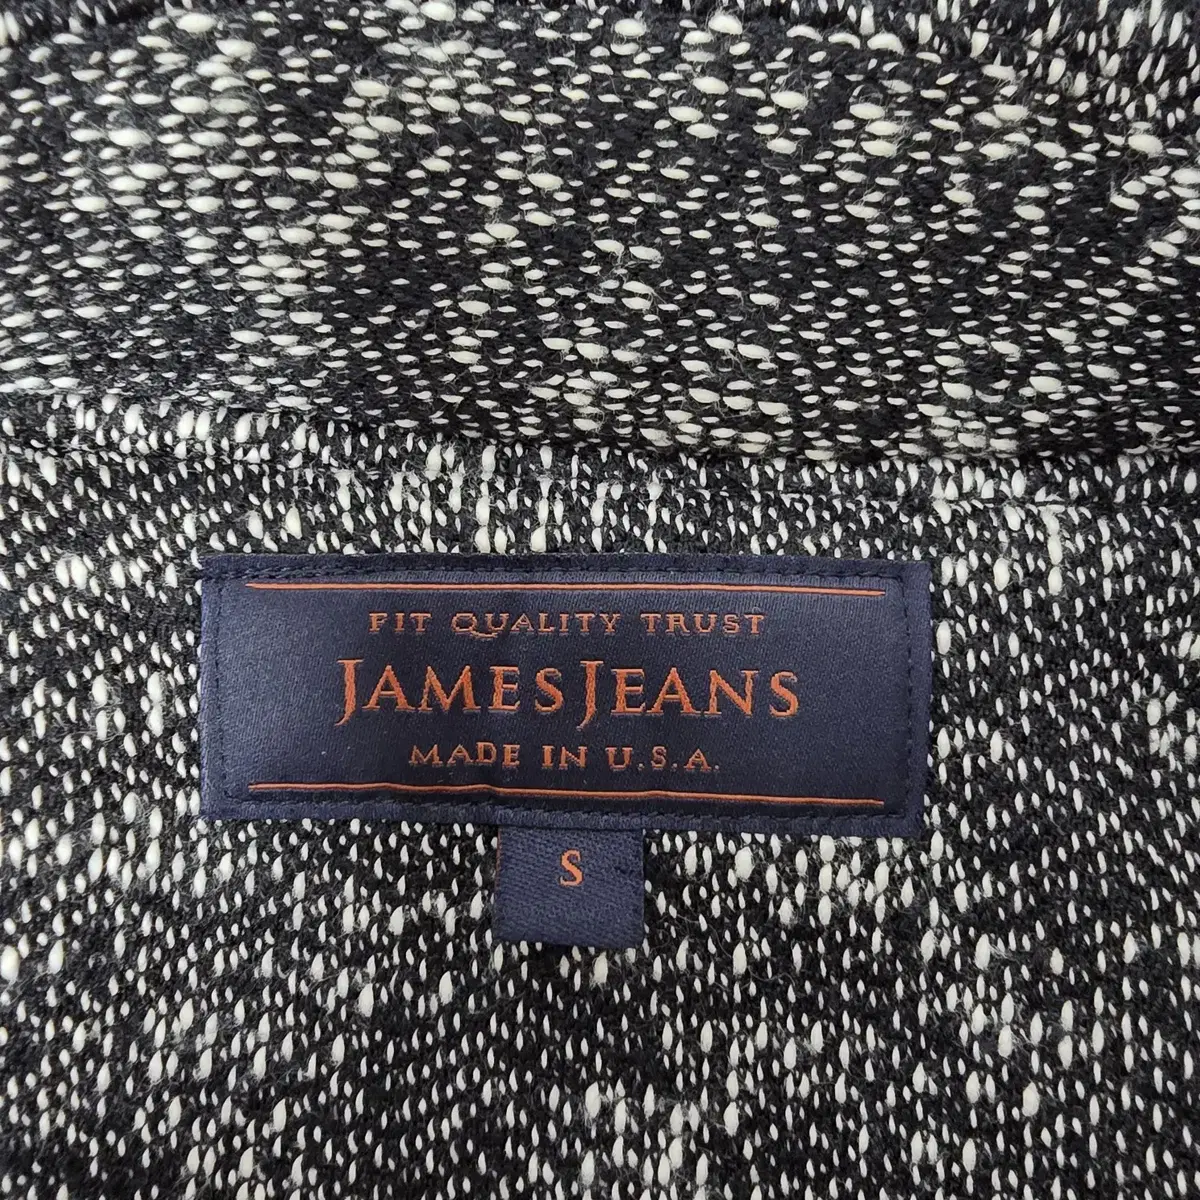 FIT QUALITY TRUST
JAMES JEANS
MADE IN U.S.A.
S